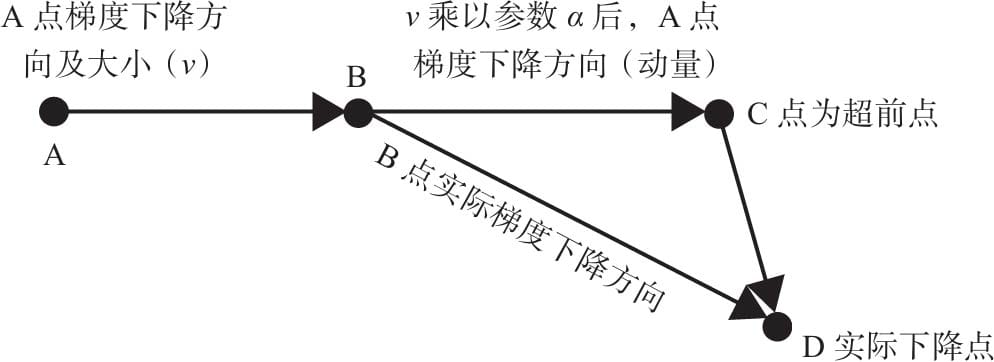 A 点梯度下降方
向及大小（v）
v 乘以参数 α 后，A 点
梯度下降方向（动量）
B
A
C 点为超前点
B 点实际梯度下降方向
D 实际下降点